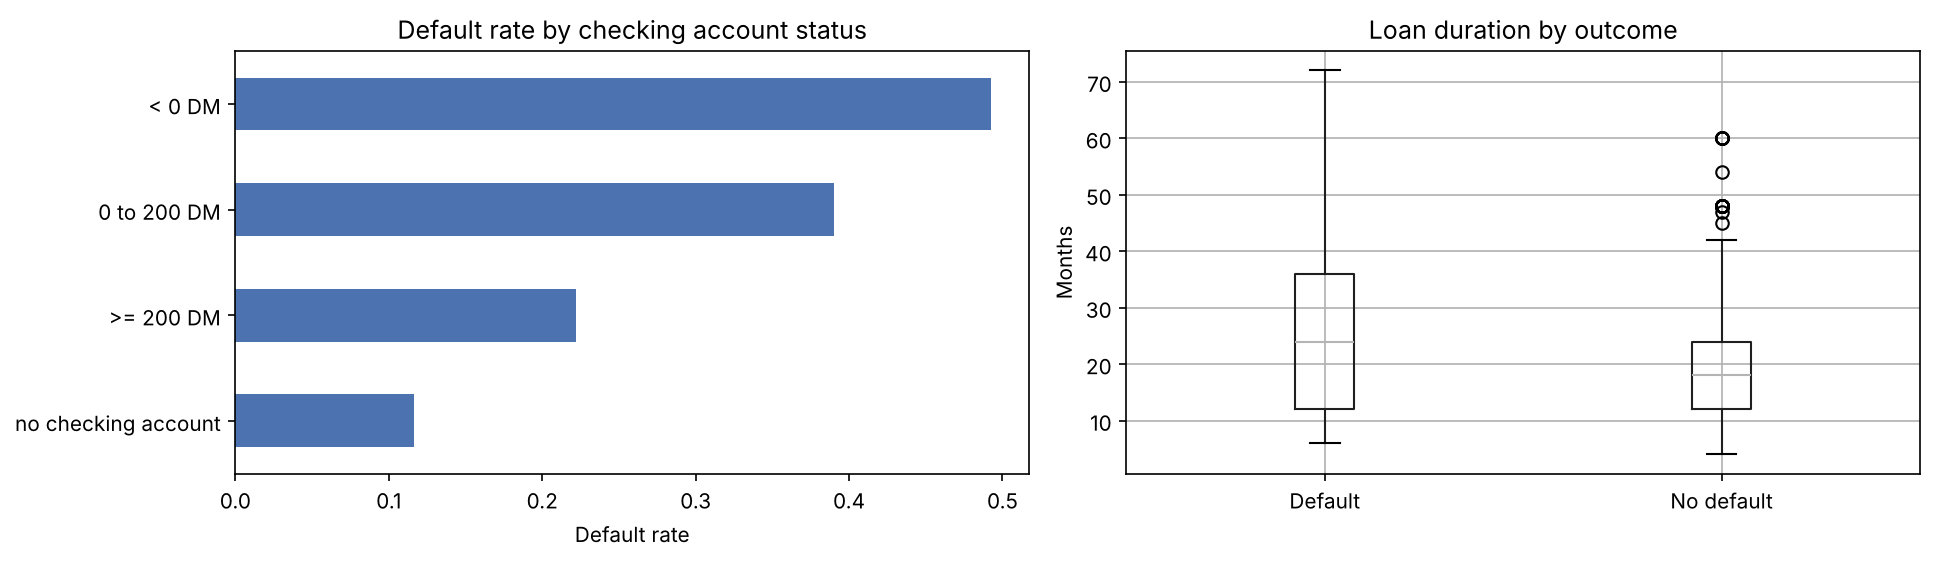 Default rate by checking account status
< 0 DM
0 to 200 DM
>= 200 DM
no checking account
0.0 0.1 0.2 0.3 0.4 0.5
Default rate
Loan duration by outcome
Months
70
60
50
40
30
20
10
Default No default